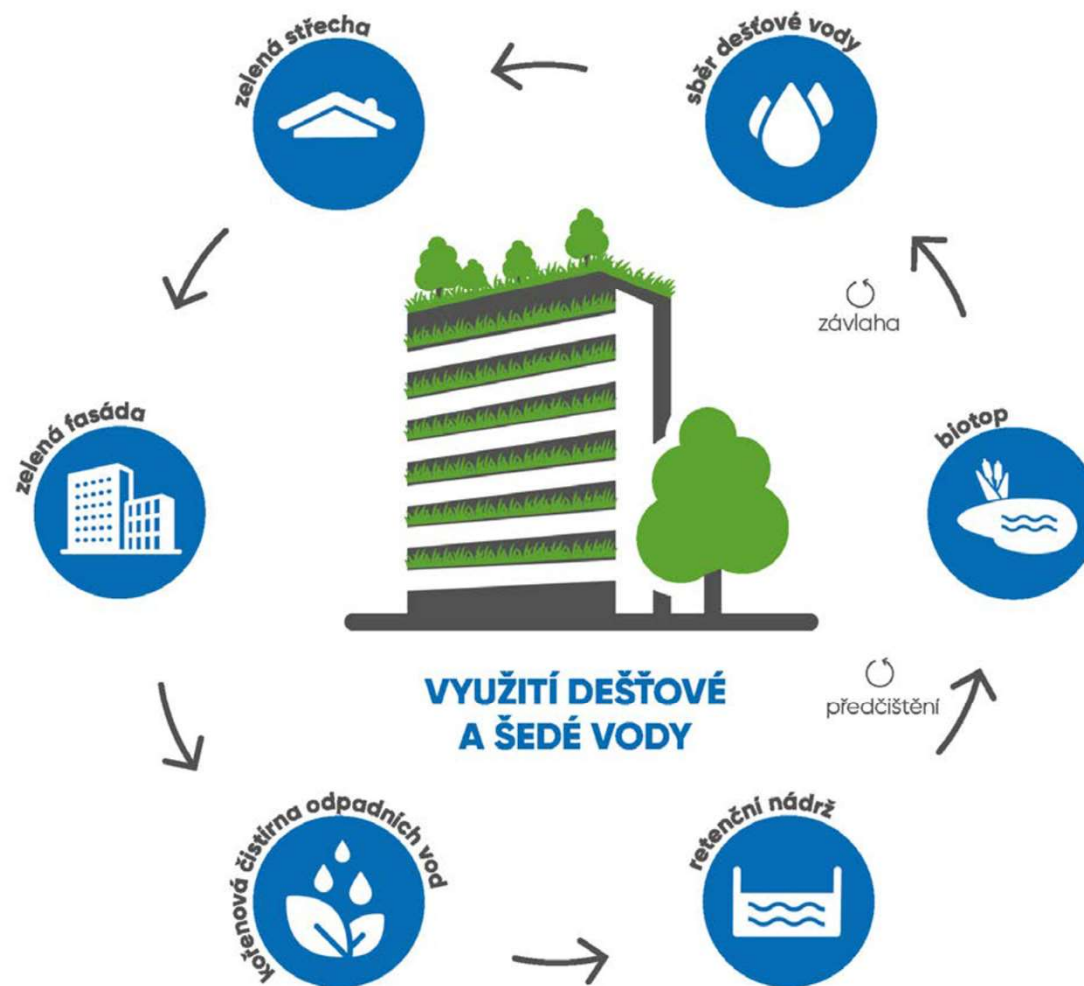 zelená střecha
sběr dešťové vody
závlaha
zelená fasáda
biotop
VYUŽITÍ DEŠŤOVÉ
A ŠEDÉ VODY
předčištění
kořenová čistírna odpadních vod
retenční nádrž